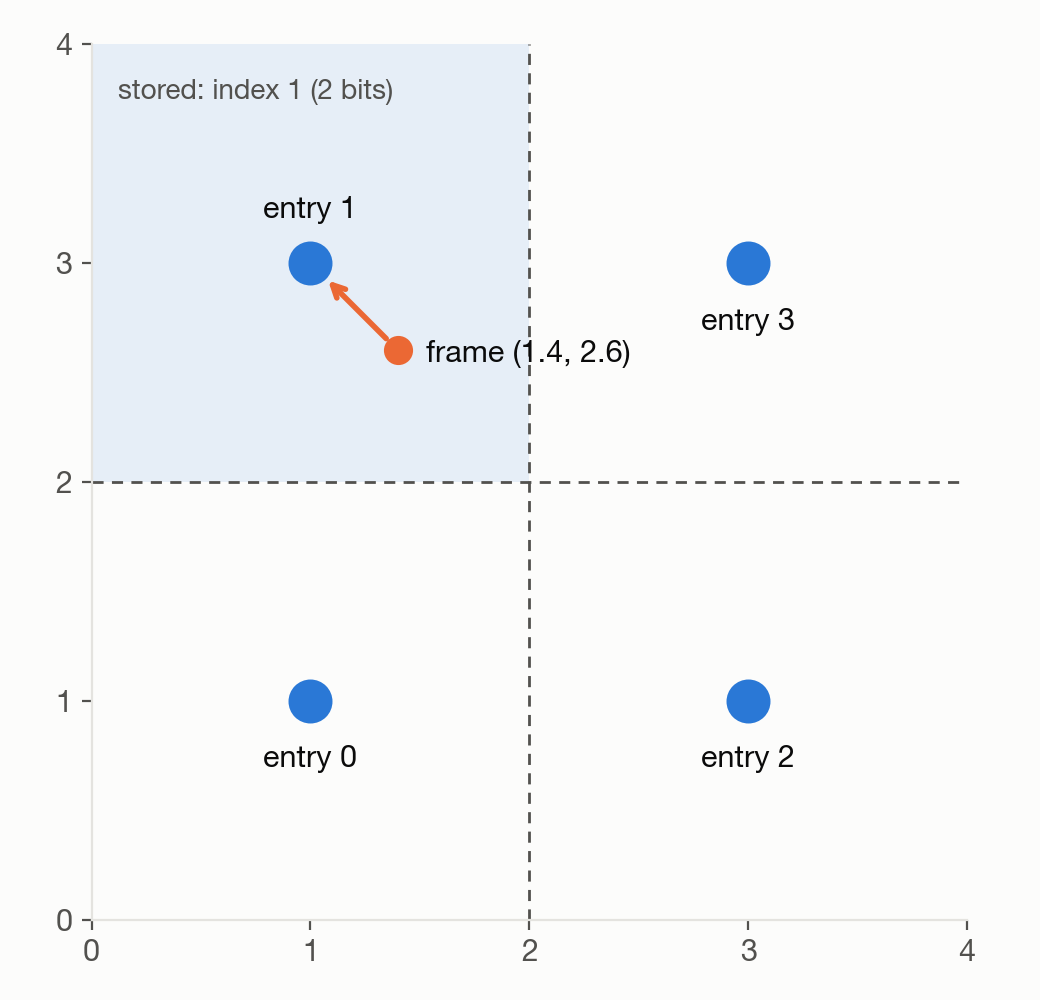 4
stored: index 1 (2 bits)
entry 1
3
entry 3
frame (1.4, 2.6)
2
1
entry 0
entry 2
0
0 1 2 3 4